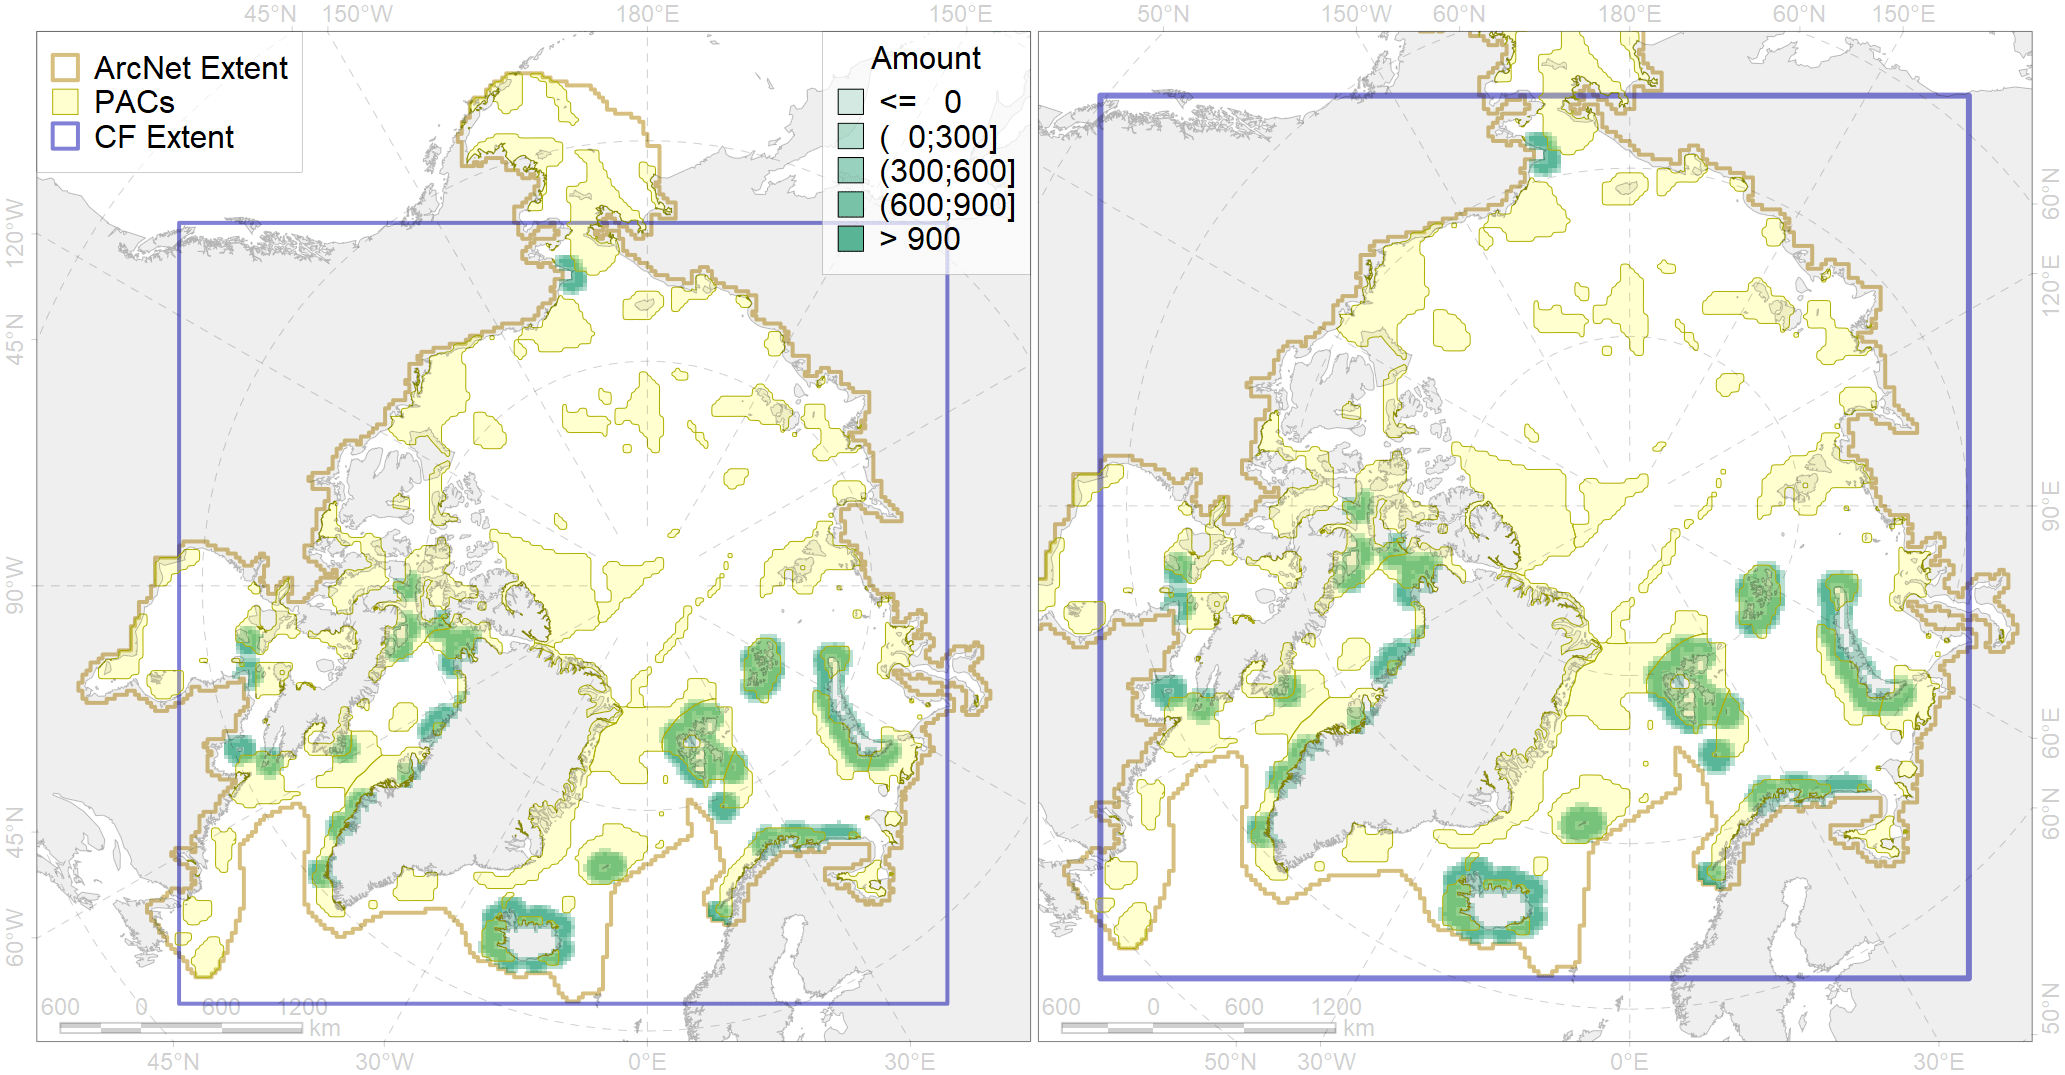 45°N 150°W 180°E 150°E 50°N 150°W 60°N 180°E 60°N 150°E
ArcNet Extent
PACs
CF Extent
Amount
<= 0
( 0;300]
(300;600]
(600;900]
> 900
120°W
45°N
90°W
45°N
60°W
60°N
120°E
90°E
60°E
60°N
50°N
600 0 600 1200
km
600 0 600 1200
km
45°N 30°W 0°E 30°E 50°N 30°W 0°E 30°E